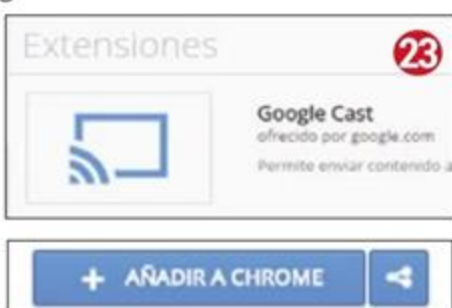 Extensiones
23
Google Cast
ofrecido por google.com
Permite enviar contenido a
+ AÑADIR A CHROME